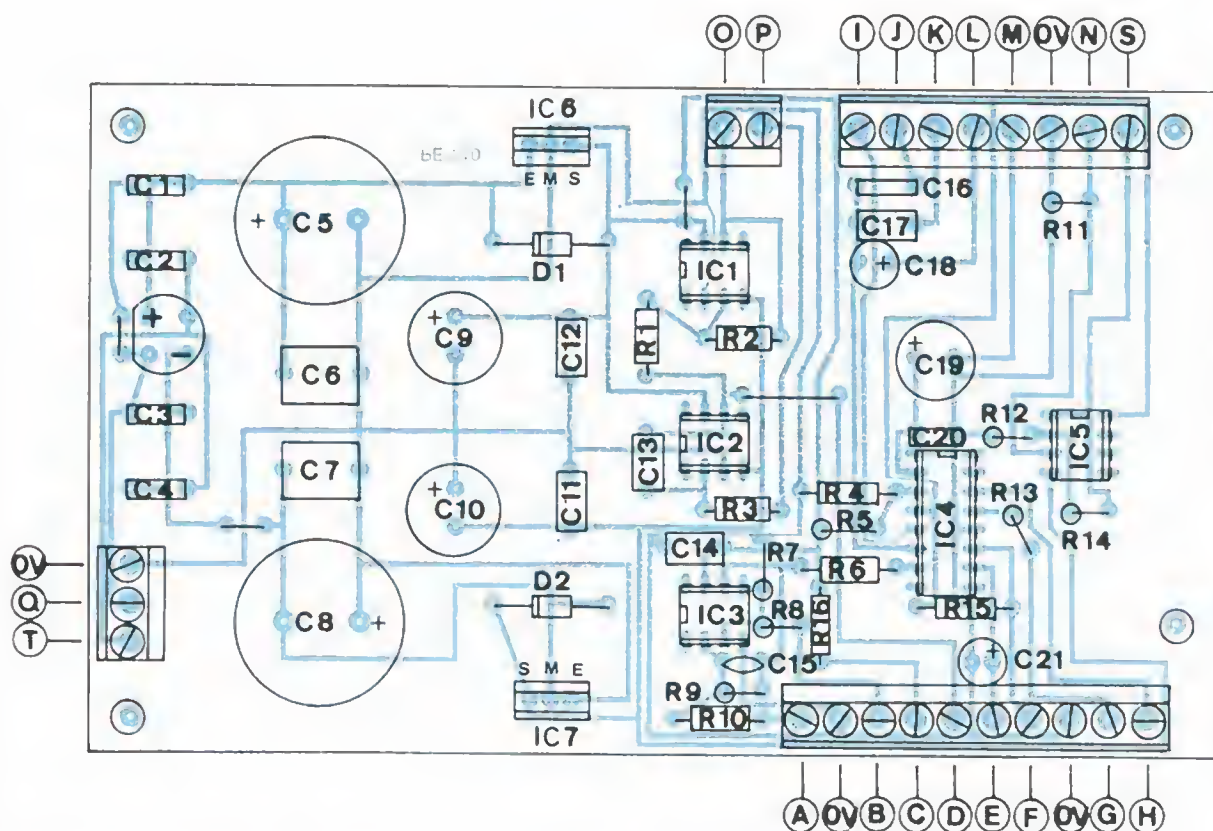 O P I J K L M 0V N S
IC6
E M S
C1
C5
+
D1
C2
+
−
C3
C4
C6
C7
C9
+
C10
+
C12
C11
C13
C8
+
D2
S M E
IC7
0V
Q
T
IC1
R1
R2
IC2
R3
C14
IC3
R7
R8
C15
R9
R10
R16
R4
R5
R6
C16
C17
+
C18
R11
+
C19
C20
R12
IC5
IC4
R13
R14
R15
+
C21
A 0V B C D E F 0V G H